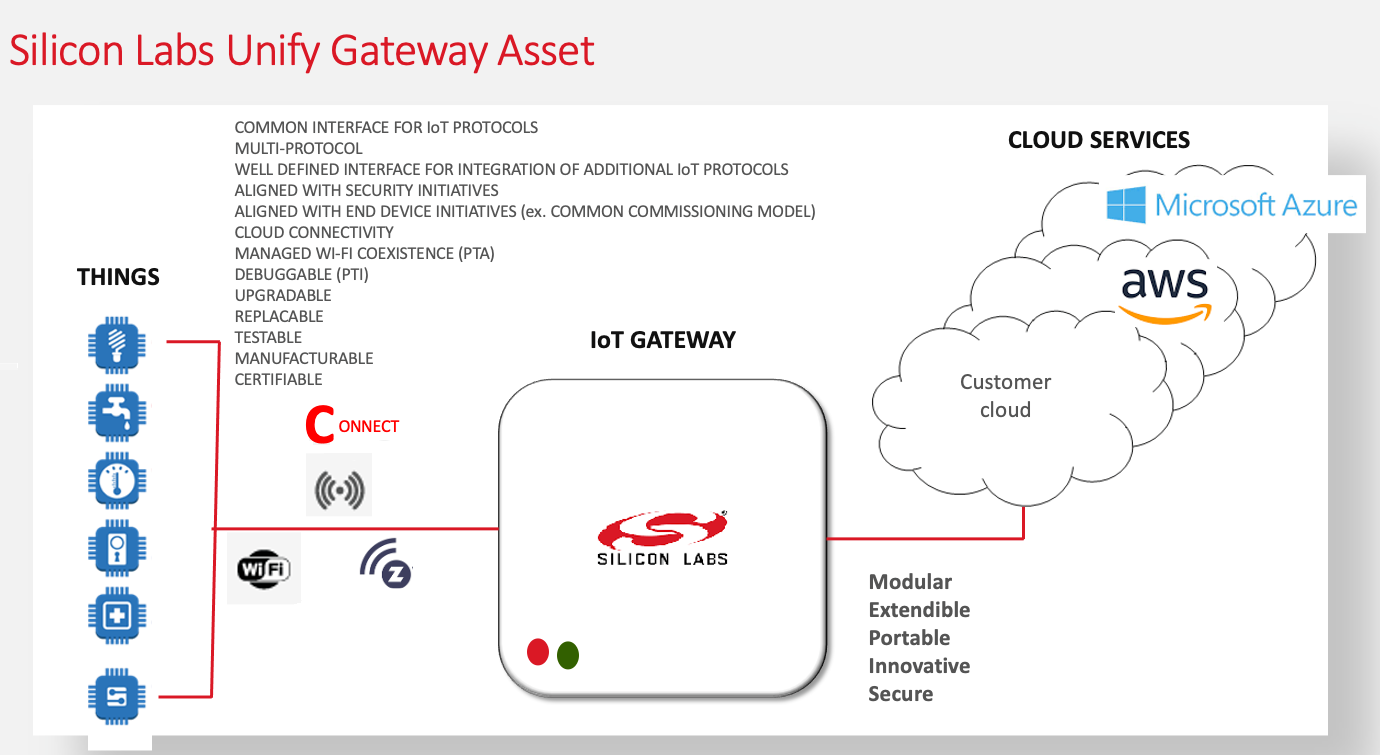 Silicon Labs Unify Gateway Asset
COMMON INTERFACE FOR IoT PROTOCOLS
MULTI-PROTOCOL
WELL DEFINED INTERFACE FOR INTEGRATION OF ADDITIONAL IoT PROTOCOLS
ALIGNED WITH SECURITY INITIATIVES
ALIGNED WITH END DEVICE INITIATIVES (ex. COMMON COMMISSIONING MODEL)
CLOUD CONNECTIVITY
MANAGED WI-FI COEXISTENCE (PTA)
DEBUGGABLE (PTI)
UPGRADABLE
REPLACABLE
TESTABLE
MANUFACTURABLE
CERTIFIABLE
THINGS
CONNECT
WiFi
Z
IoT GATEWAY
SILICON LABS
CLOUD SERVICES
Microsoft Azure
aws
Customer
cloud
Modular
Extendible
Portable
Innovative
Secure